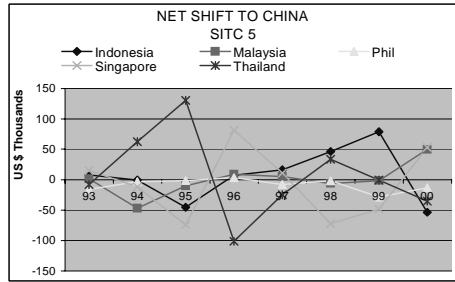 NET SHIFT TO CHINA
SITC 5
Indonesia Malaysia Phil
Singapore Thailand
US $ Thousands
150
100
50
0
-50
-100
-150
93 94 95 96 97 98 99 00